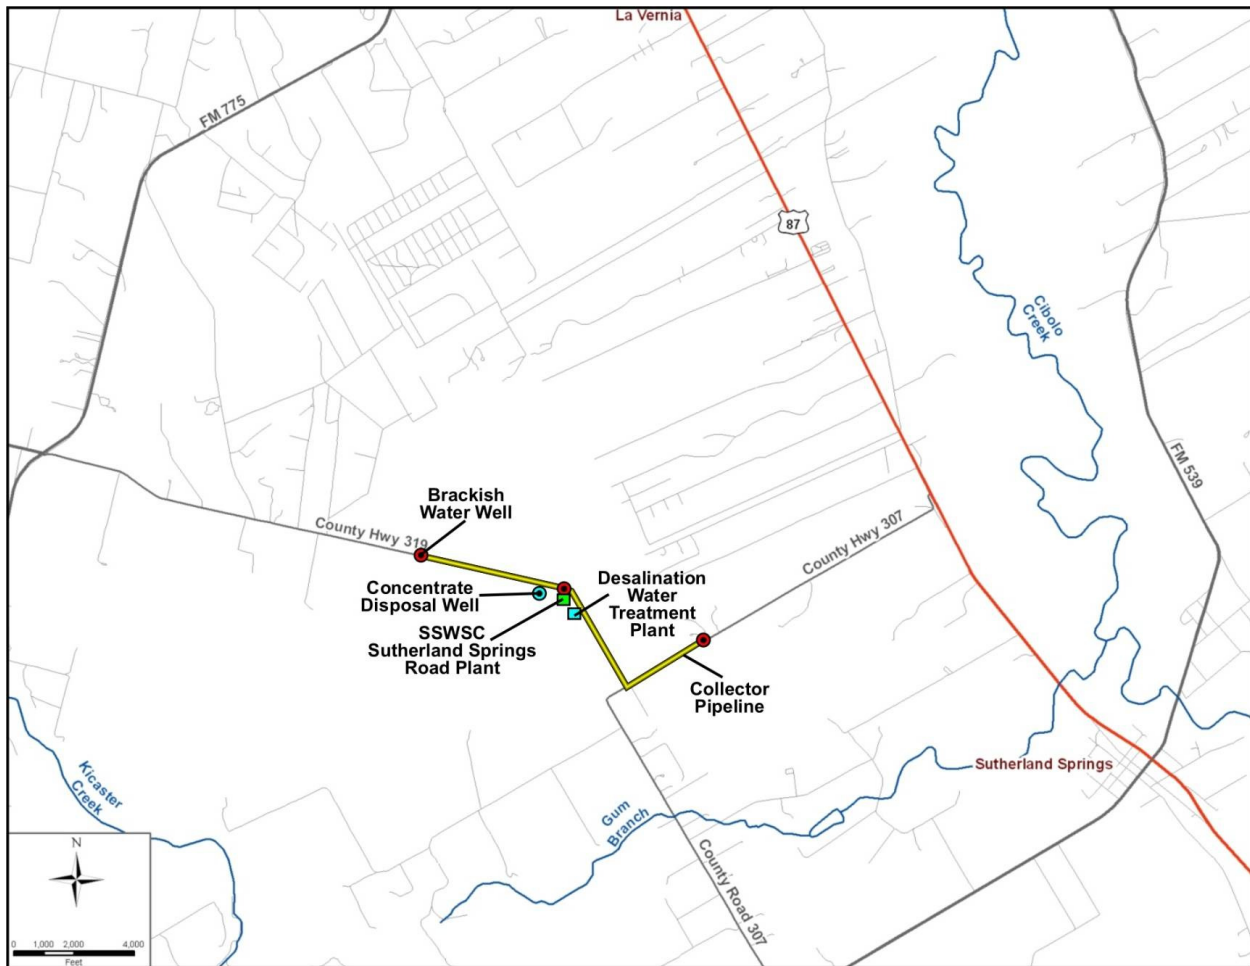 La Vernia
FM 775
87
Cibolo
Creek
FM 539
Brackish
Water Well
County Hwy 319
County Hwy 307
Concentrate
Disposal Well
Desalination
Water
Treatment
Plant
SSWSC
Sutherland Springs
Road Plant
Collector
Pipeline
Sutherland Springs
Kicaster
Creek
Gum
Branch
County Road 307
N
0 1,000 2,000 4,000
Feet